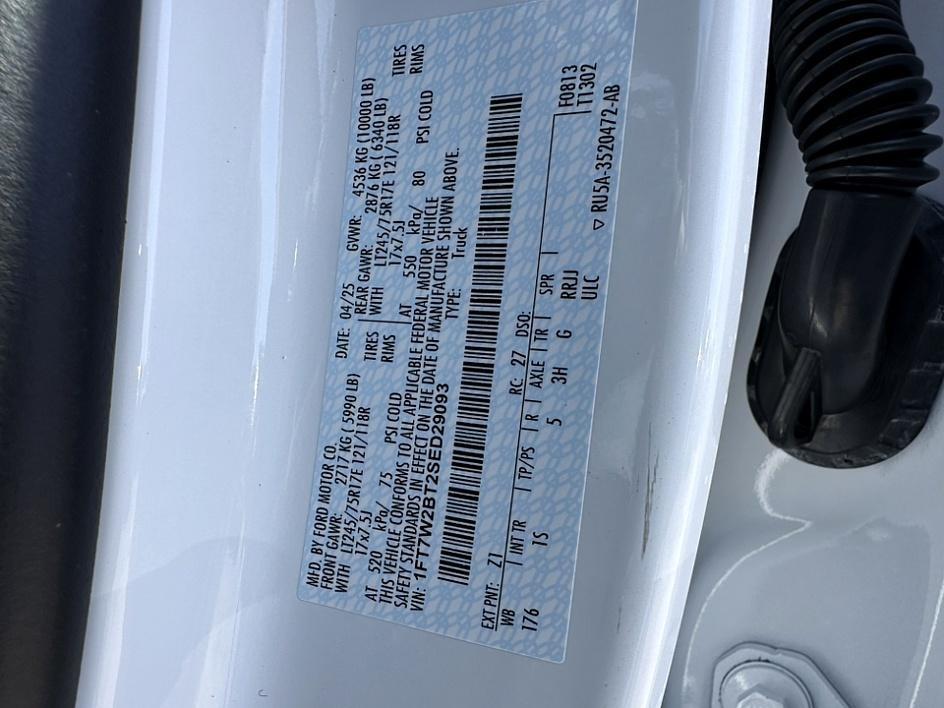 MFD. BY FORD MOTOR CO.
DATE: 04/25 GVWR: 4536 KG (10000 LB)
FRONT GAWR: 2717 KG ( 5990 LB)
REAR GAWR: 2876 KG ( 6340 LB)
WITH LT245/75R17E 121/118R TIRES
WITH LT245/75R17E 121/118R TIRES
17x7.5J RIMS
17x7.5J RIMS
AT 520 kPa/ 75 PSI COLD
AT 550 kPa/ 80 PSI COLD
THIS VEHICLE CONFORMS TO ALL APPLICABLE FEDERAL MOTOR VEHICLE
SAFETY STANDARDS IN EFFECT ON THE DATE OF MANUFACTURE SHOWN ABOVE.
VIN: 1FT7W2BT2SED29093
TYPE: Truck
EXT PNT: Z1 RC: 27 DSO:
F0813
WB INT TR TP/PS R AXLE TR SPR
T1302
176 1S 5 3H G RRJJ
ULC
▽ RU5A-3520472-AB